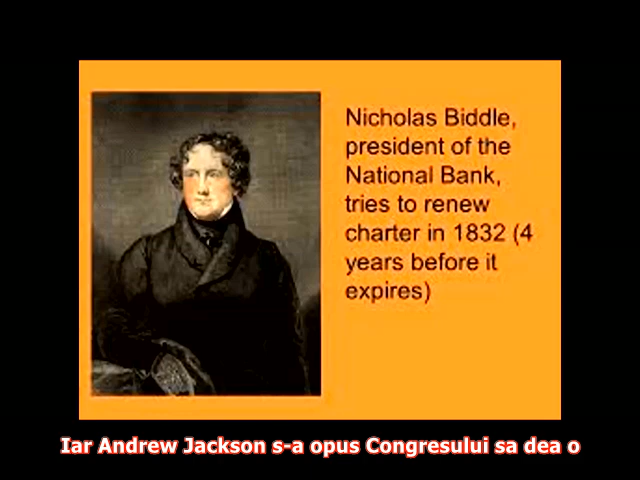 Nicholas Biddle,
president of the
National Bank,
tries to renew
charter in 1832 (4
years before it
expires)
Iar Andrew Jackson s-a opus Congresului sa dea o